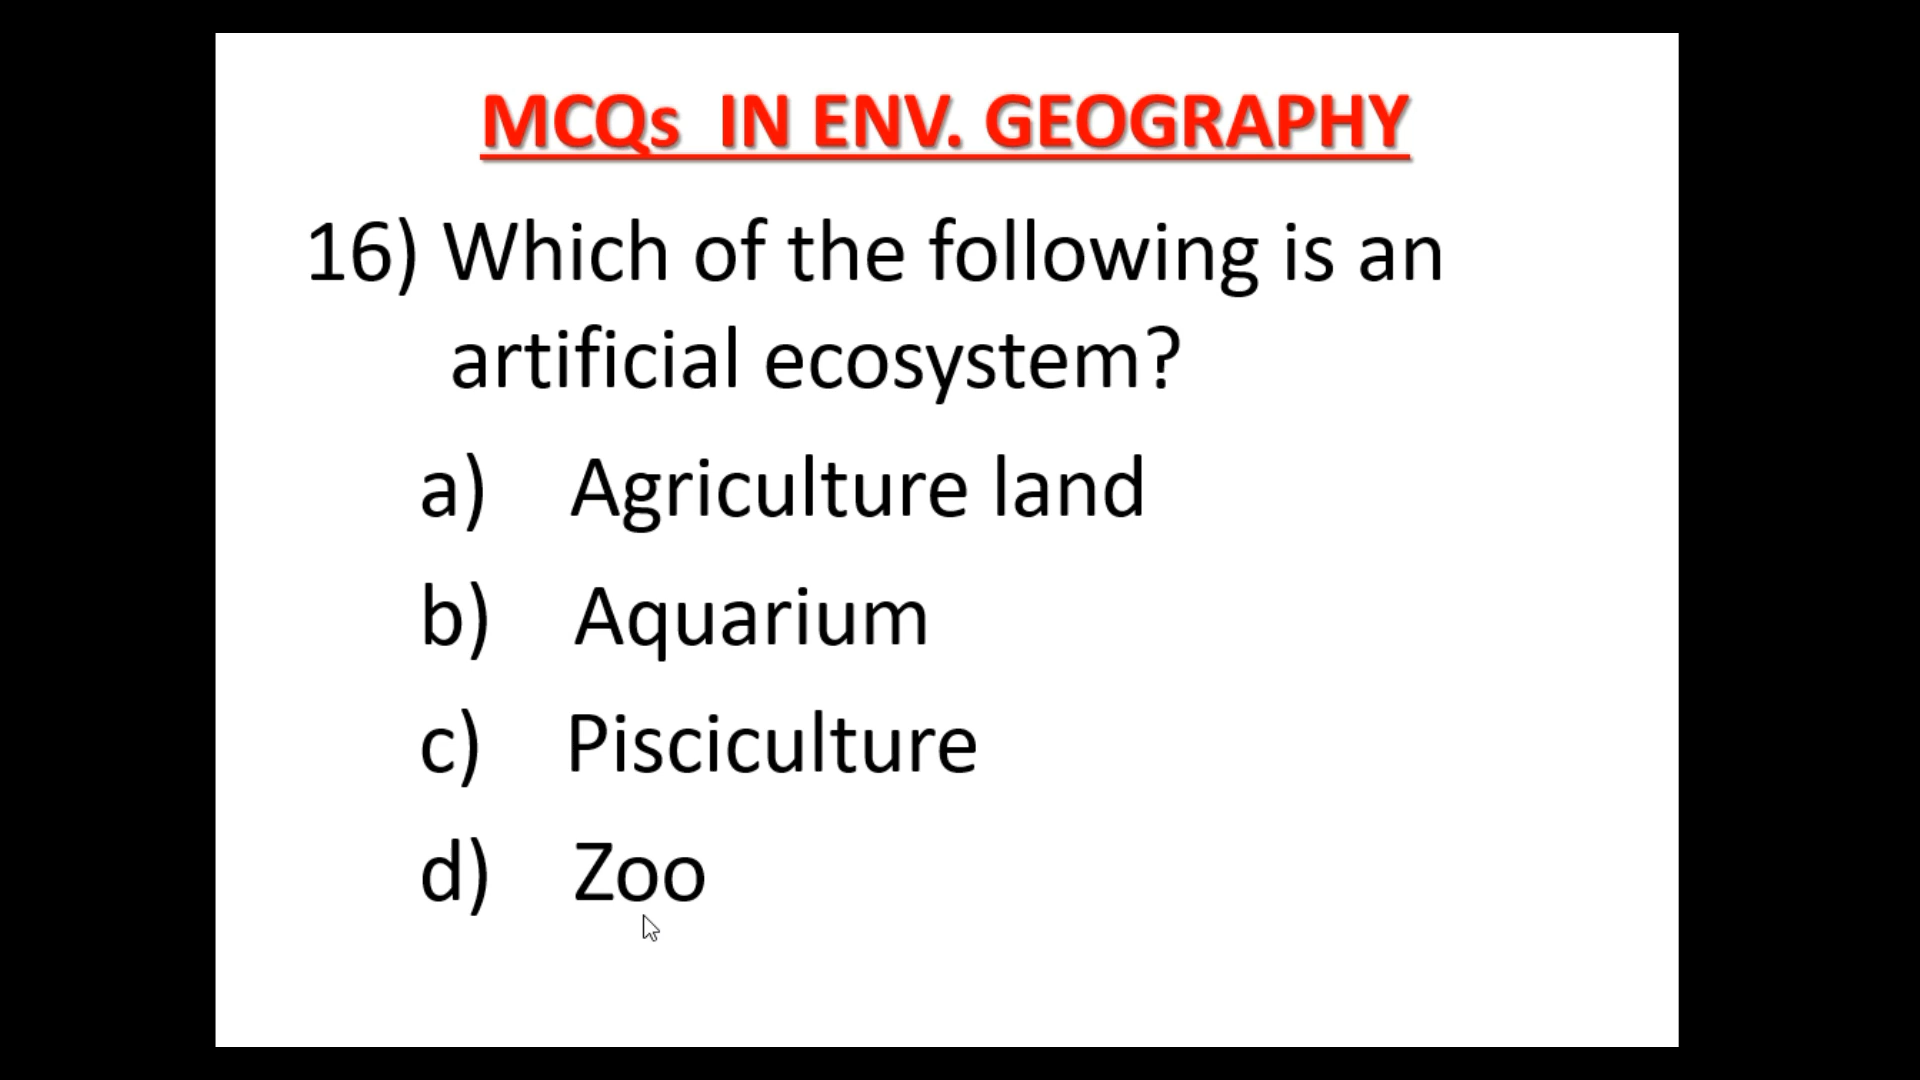 MCQs  IN ENV. GEOGRAPHY
16) Which of the following is an
artificial ecosystem?
a) Agriculture land
b) Aquarium
c) Pisciculture
d) Zoo